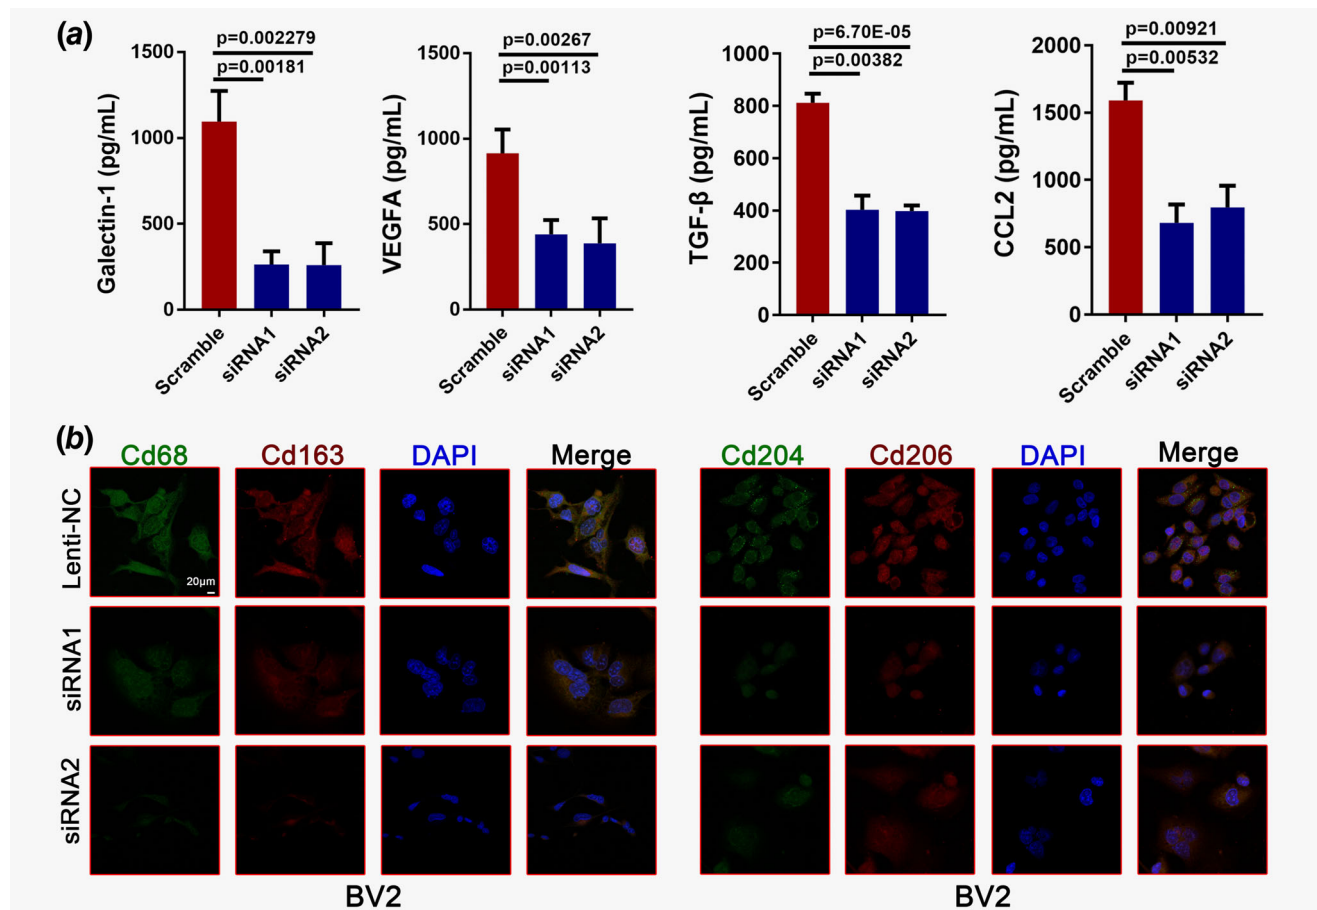 (a)
1500
1000
500
0
Galectin-1 (pg/mL)
p=0.002279
p=0.00181
Scramble
siRNA1
siRNA2
1500
1000
500
0
VEGFA (pg/mL)
p=0.00267
p=0.00113
Scramble
siRNA1
siRNA2
1000
800
600
400
200
0
TGF-β (pg/mL)
p=6.70E-05
p=0.00382
Scramble
siRNA1
siRNA2
2000
1500
1000
500
0
CCL2 (pg/mL)
p=0.00921
p=0.00532
Scramble
siRNA1
siRNA2
(b)
Cd68 Cd163 DAPI Merge
Cd204 Cd206 DAPI Merge
Lenti-NC
20μm
siRNA1
siRNA2
BV2
BV2